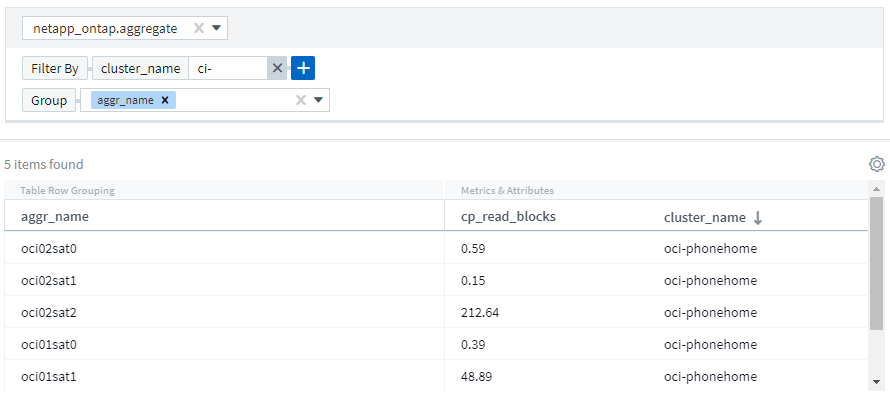 netapp_ontap.aggregate
Filter By cluster_name ci-
Group aggr_name
5 items found
Table Row Grouping Metrics & Attributes
aggr_name cp_read_blocks cluster_name
oci02sat0 0.59 oci-phonehome
oci02sat1 0.15 oci-phonehome
oci02sat2 212.64 oci-phonehome
oci01sat0 0.39 oci-phonehome
oci01sat1 48.89 oci-phonehome